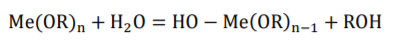 Me(OR)ₙ + H₂O = HO − Me(OR)ₙ₋₁ + ROH